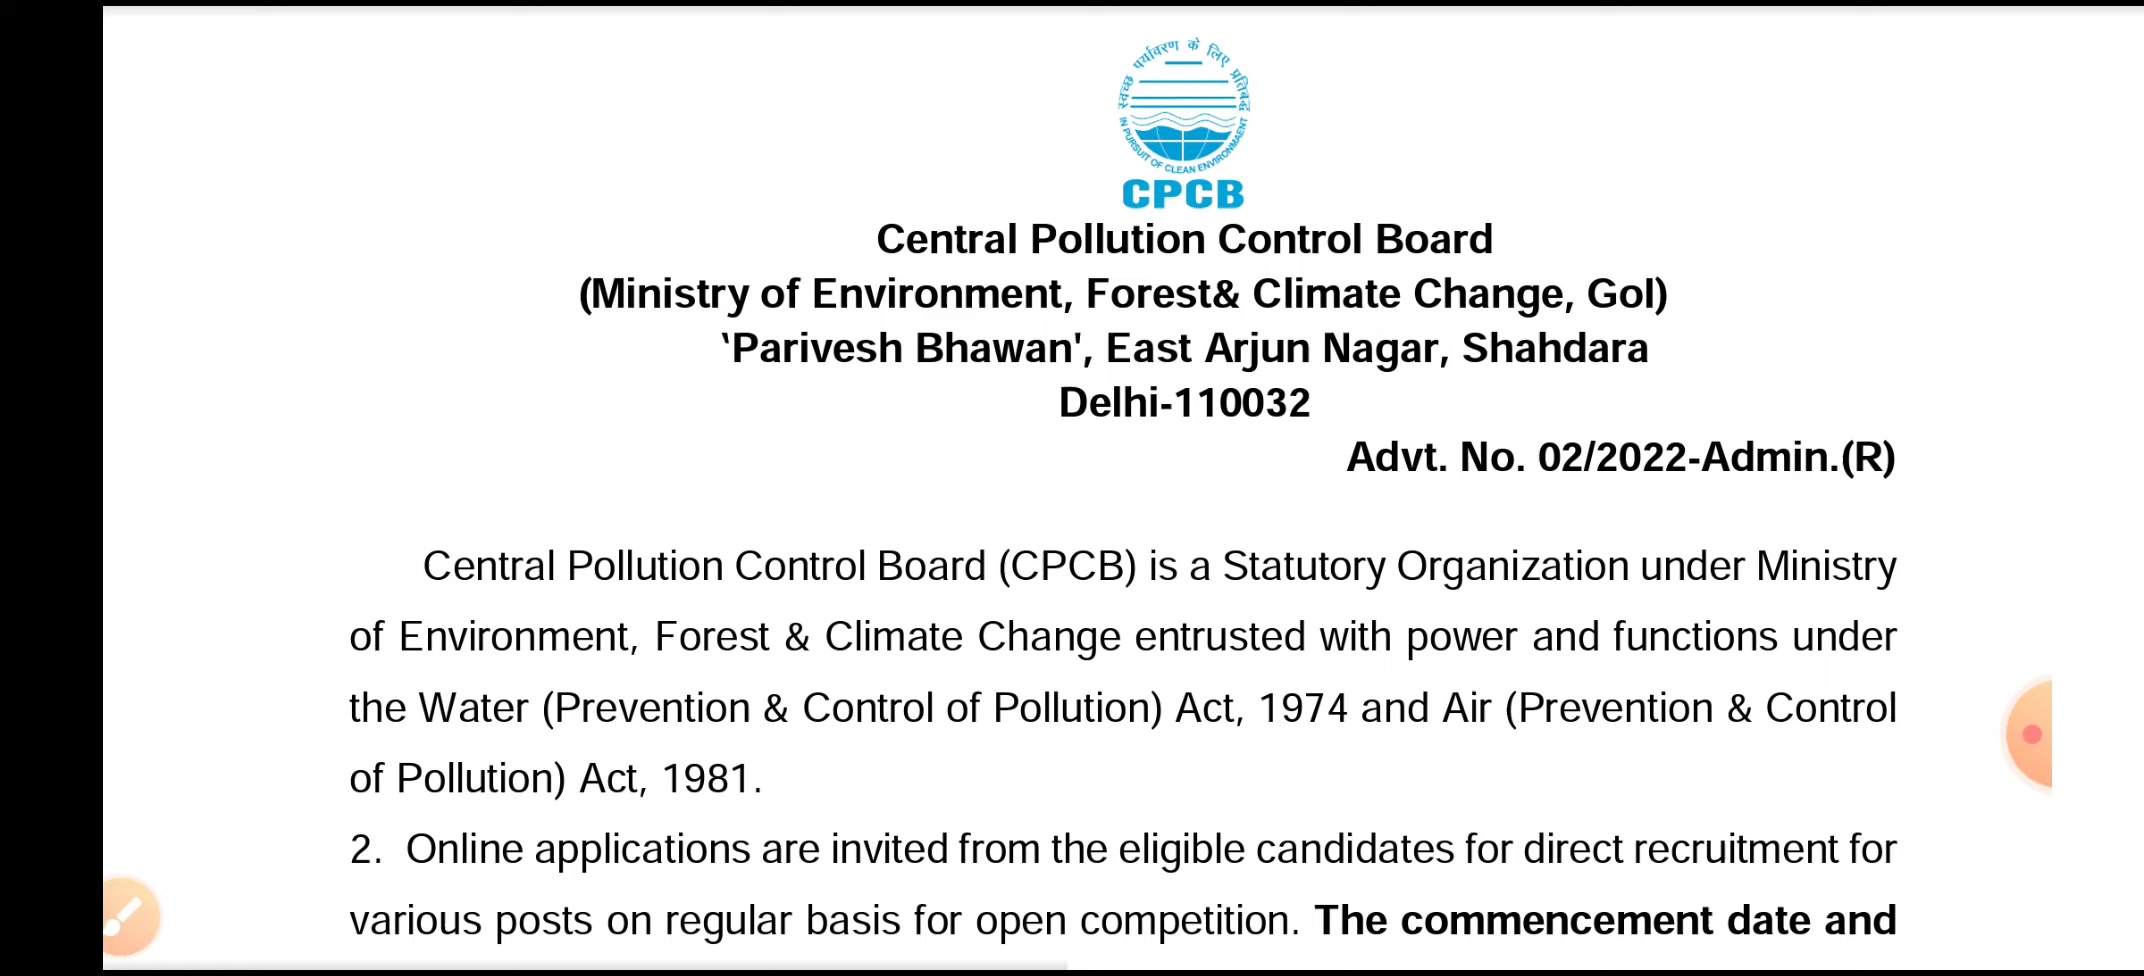 स्वच्छ पर्यावरण के लिए प्रतिबद्ध
IN PURSUIT OF CLEAN ENVIRONMAENT
CPCB
Central Pollution Control Board
(Ministry of Environment, Forest& Climate Change, GoI)
‵Parivesh Bhawan', East Arjun Nagar, Shahdara
Delhi-110032
Advt. No. 02/2022-Admin.(R)
Central Pollution Control Board (CPCB) is a Statutory Organization under Ministry
of Environment, Forest & Climate Change entrusted with power and functions under
the Water (Prevention & Control of Pollution) Act, 1974 and Air (Prevention & Control
of Pollution) Act, 1981.
2. Online applications are invited from the eligible candidates for direct recruitment for
various posts on regular basis for open competition. The commencement date and